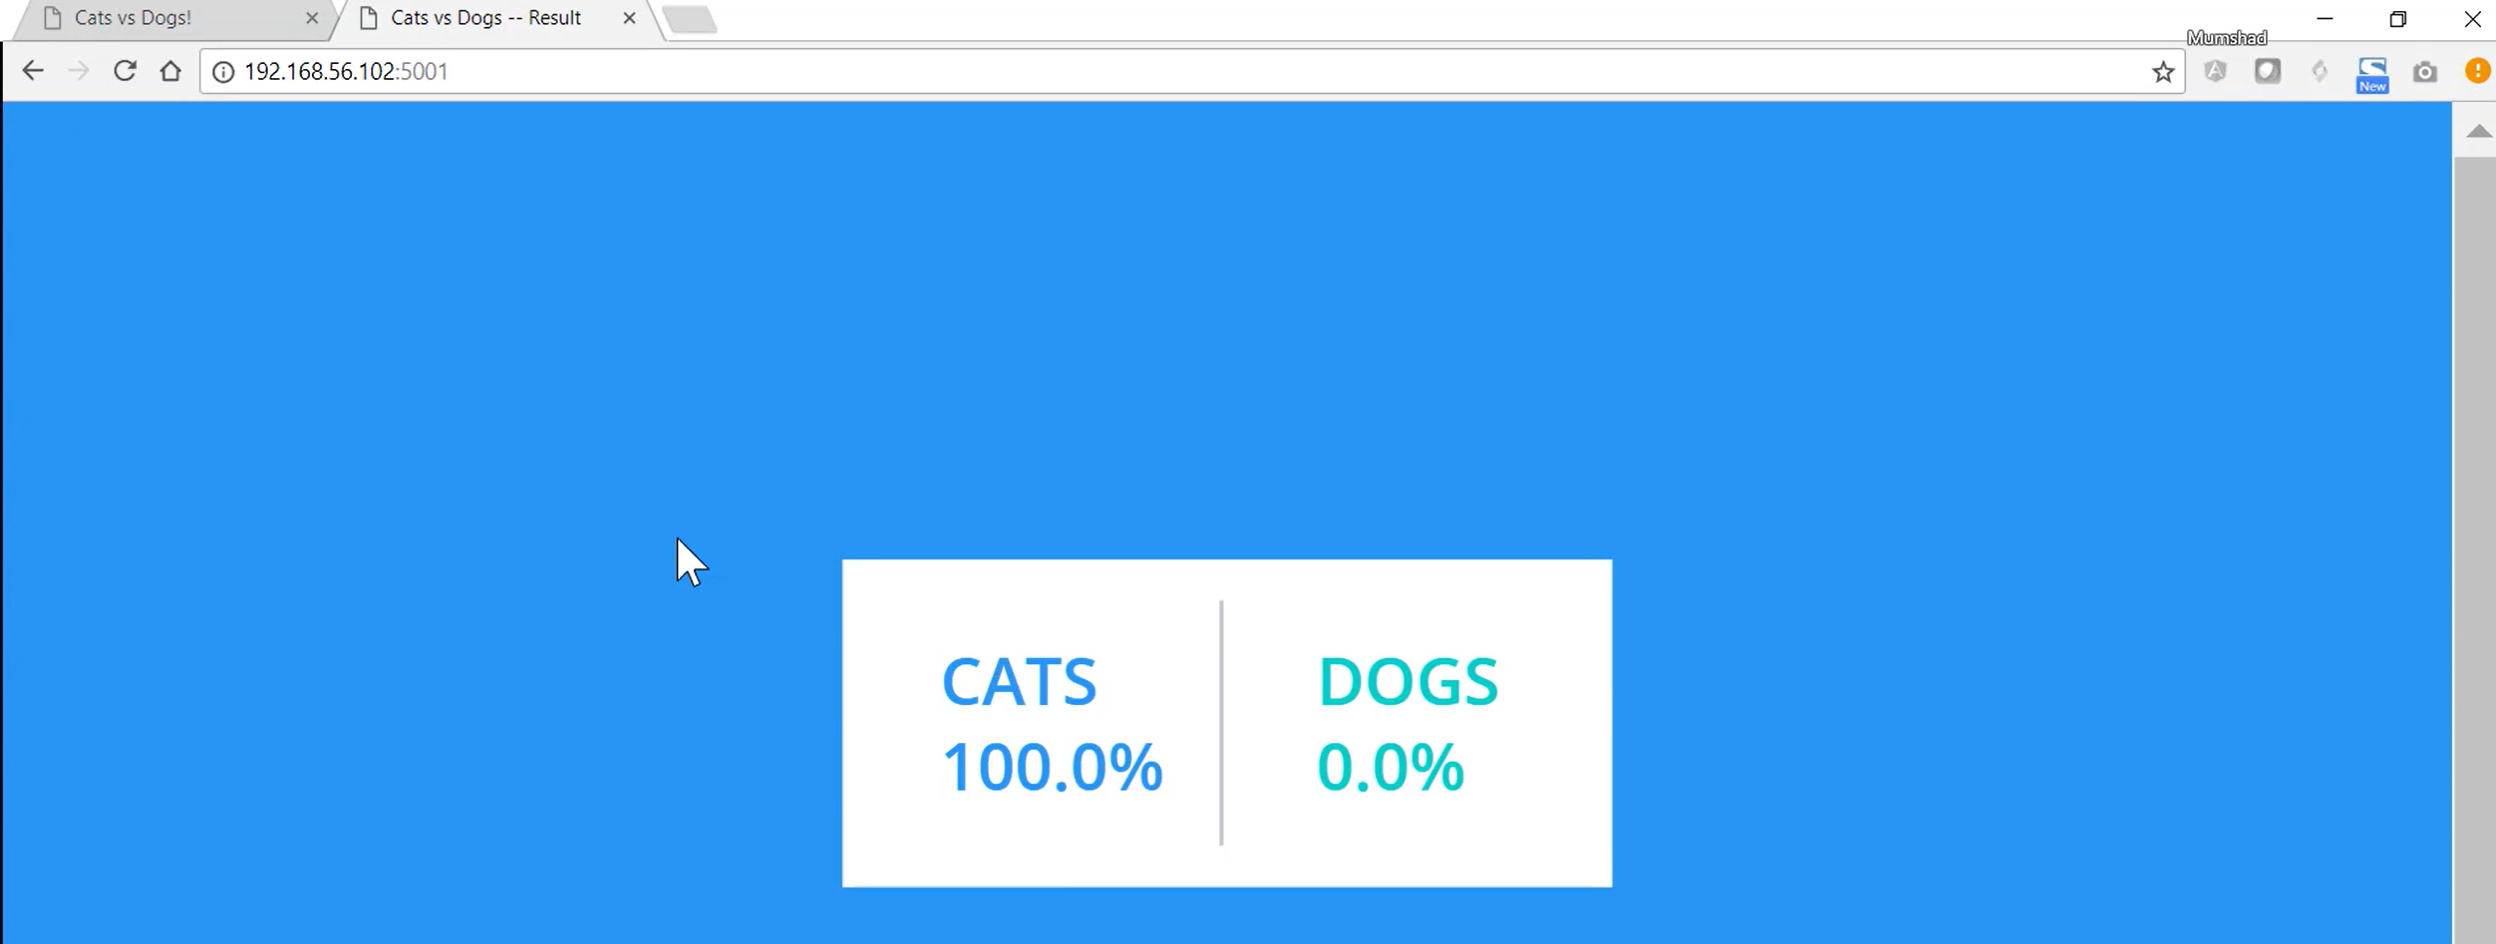 Cats vs Dogs!
Cats vs Dogs -- Result
Mumshad
192.168.56.102:5001
New
CATS
100.0%
DOGS
0.0%